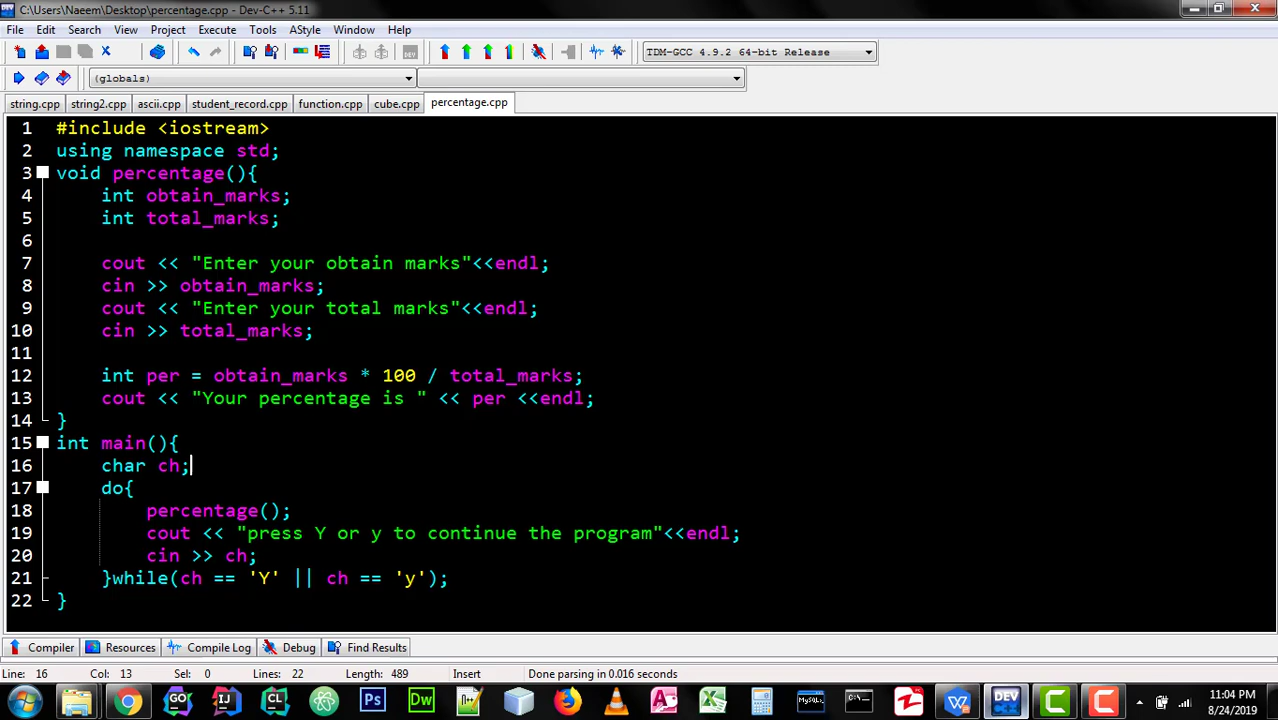 C:\Users\Naeem\Desktop\percentage.cpp - Dev-C++ 5.11
File Edit Search View Project Execute Tools AStyle Window Help
TDM-GCC 4.9.2 64-bit Release
(globals)
string.cpp string2.cpp ascii.cpp student_record.cpp function.cpp cube.cpp percentage.cpp
1 #include <iostream>
2 using namespace std;
3 void percentage(){
4 int obtain_marks;
5 int total_marks;
6
7 cout << "Enter your obtain marks"<<endl;
8 cin >> obtain_marks;
9 cout << "Enter your total marks"<<endl;
10 cin >> total_marks;
11
12 int per = obtain_marks * 100 / total_marks;
13 cout << "Your percentage is " << per <<endl;
14 }
15 int main(){
16 char ch;
17 do{
18 percentage();
19 cout << "press Y or y to continue the program"<<endl;
20 cin >> ch;
21 }while(ch == 'Y' || ch == 'y');
22 }
Compiler Resources Compile Log Debug Find Results
Line: 16 Col: 13 Sel: 0 Lines: 22 Length: 489 Insert Done parsing in 0.016 seconds
GO IJ CL Ps Dw MySQL DEV C C
11:04 PM
8/24/2019